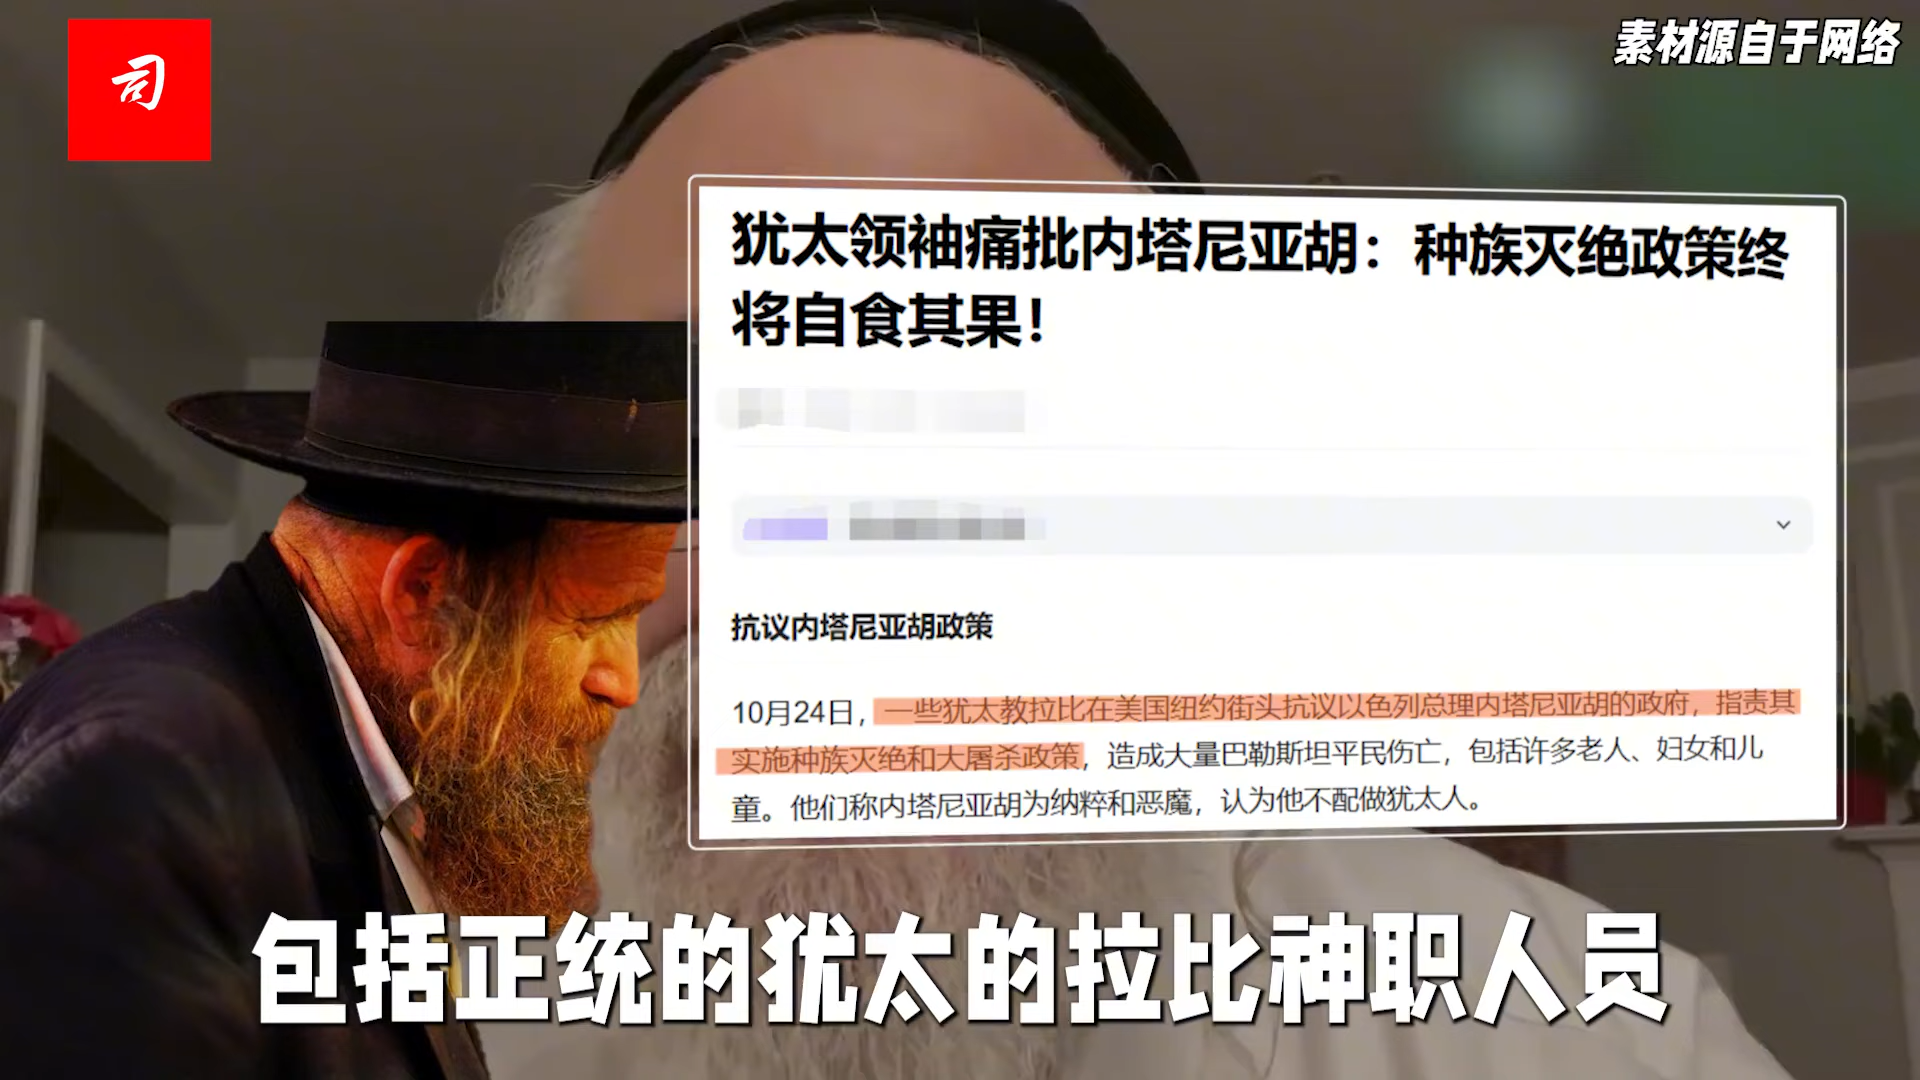 司
素材源自于网络
犹太领袖痛批内塔尼亚胡：种族灭绝政策终
将自食其果！
抗议内塔尼亚胡政策
10月24日，一些犹太教拉比在美国纽约街头抗议以色列总理内塔尼亚胡的政府，指责其
实施种族灭绝和大屠杀政策，造成大量巴勒斯坦平民伤亡，包括许多老人、妇女和儿
童。他们称内塔尼亚胡为纳粹和恶魔，认为他不配做犹太人。
包括正统的犹太的拉比神职人员